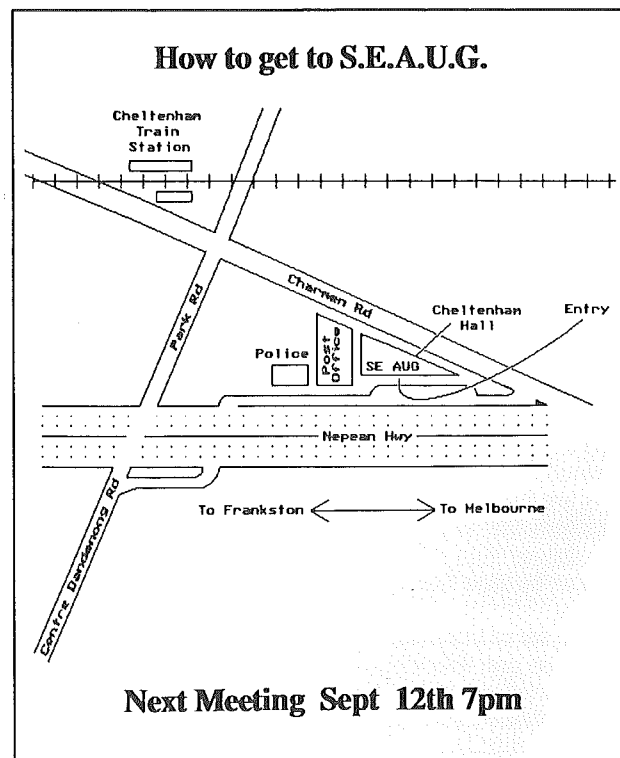 How to get to S.E.A.U.G.
Cheltenham
Train
Station
Charman Rd
Park Rd
Cheltenham
Hall
Entry
Police
Post
Office
SE AUG
Nepean Hwy
To Frankston
To Melbourne
Centre Dandenong Rd
Next Meeting Sept 12th 7pm